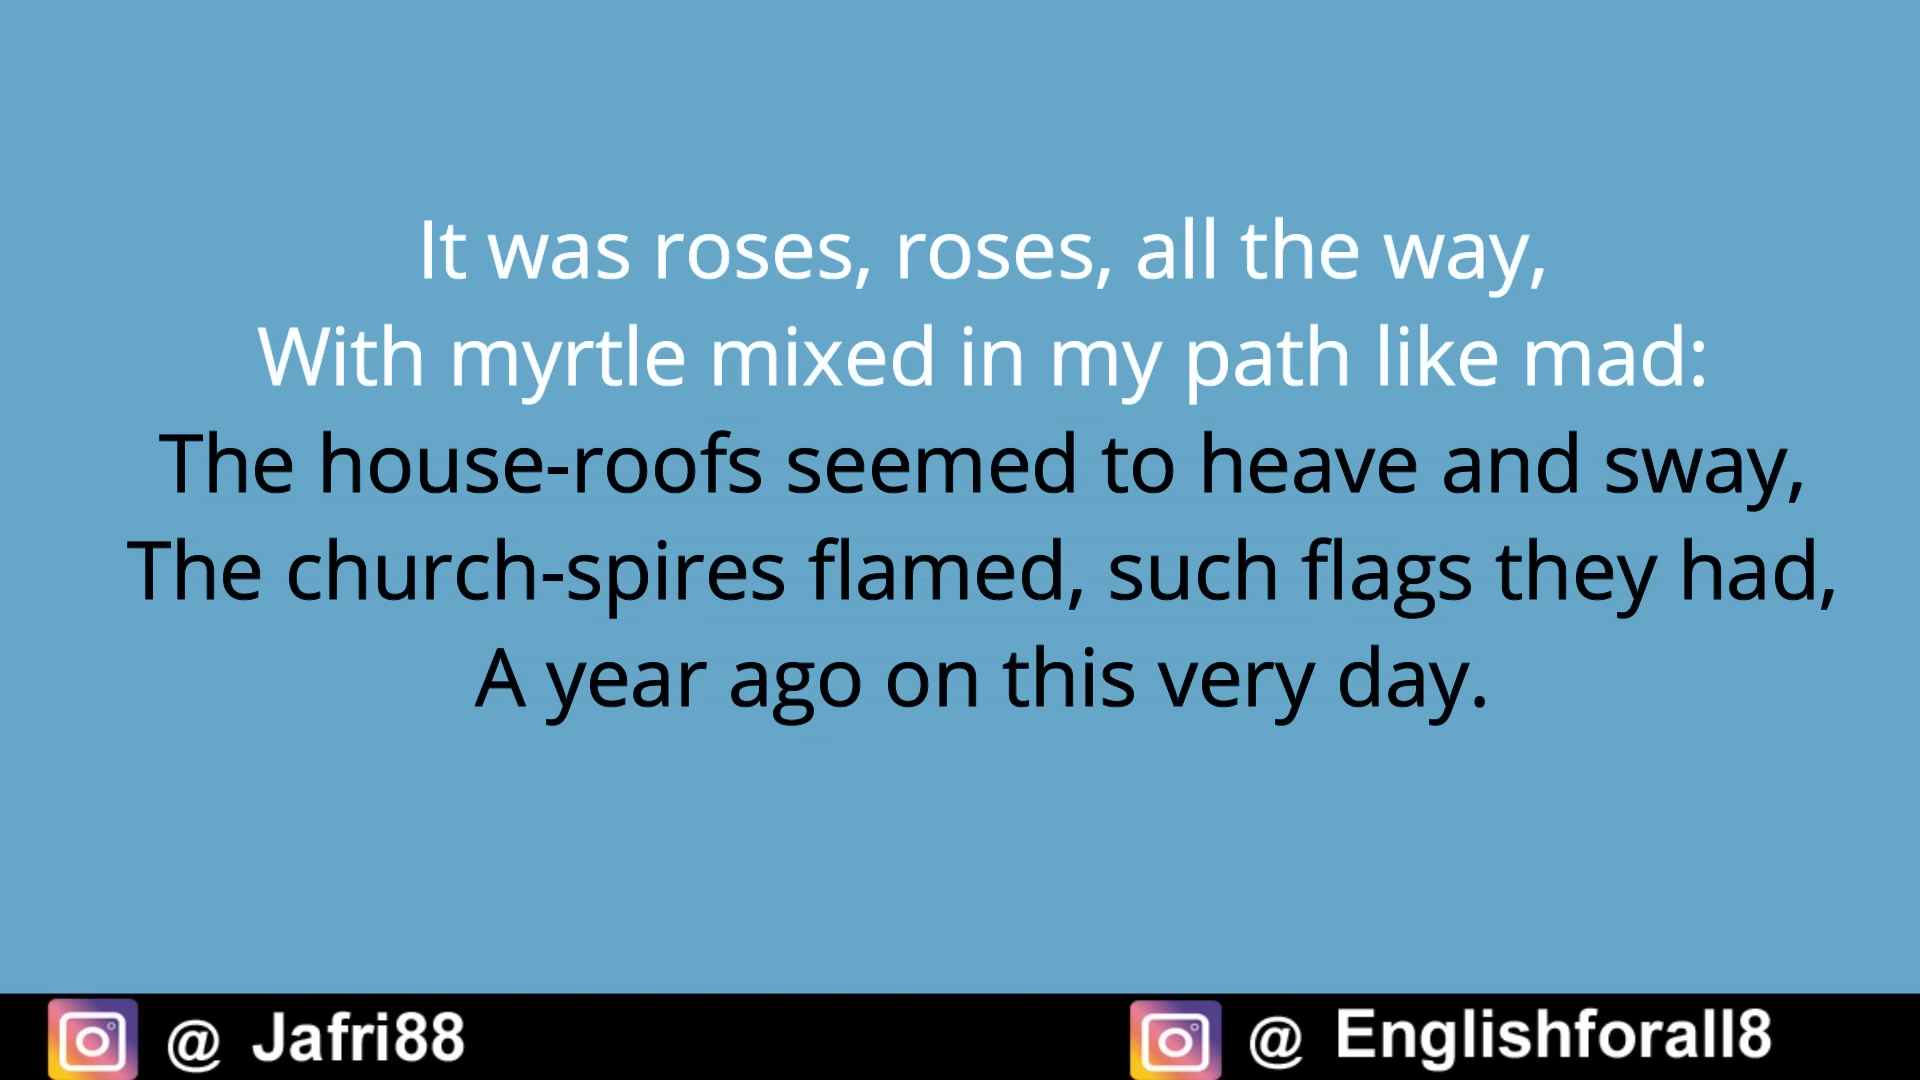 It was roses, roses, all the way,
With myrtle mixed in my path like mad:
The house-roofs seemed to heave and sway,
The church-spires flamed, such flags they had,
A year ago on this very day.
@ Jafri88
@ Englishforall8